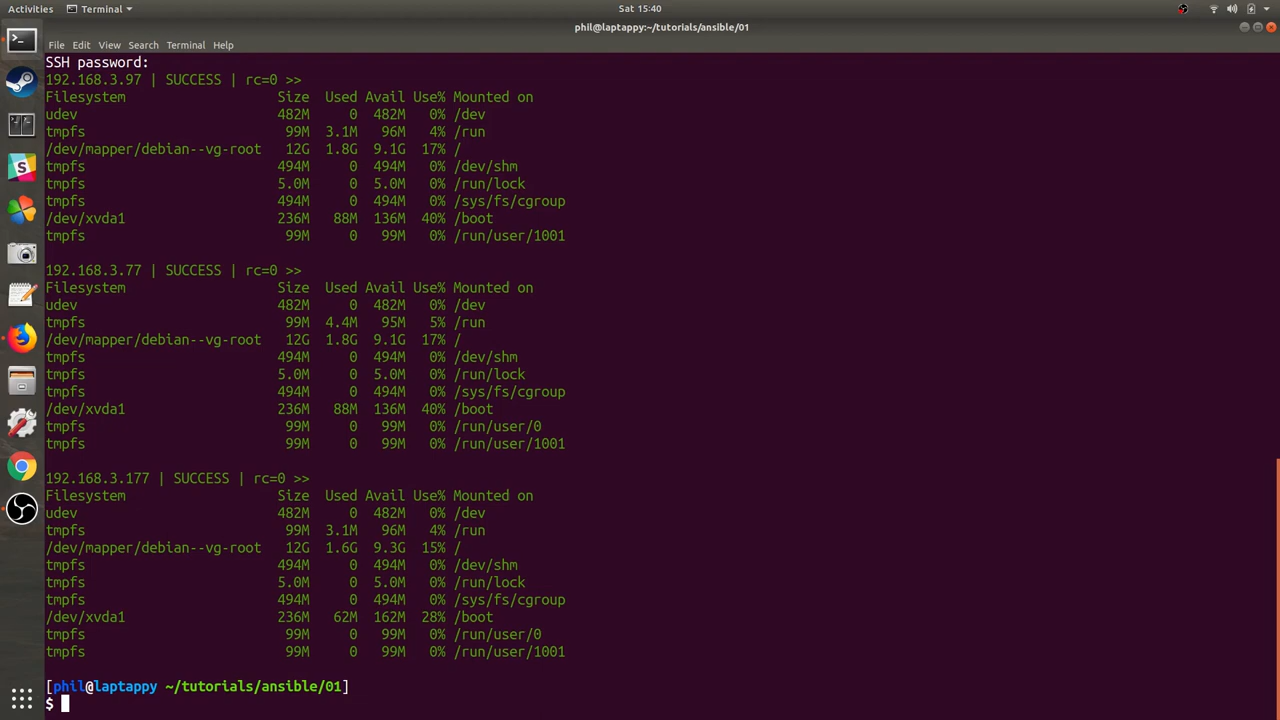 Activities Terminal Sat 15:40
phil@laptappy:~/tutorials/ansible/01
File Edit View Search Terminal Help
SSH password:
192.168.3.97 | SUCCESS | rc=0 >>
Filesystem Size Used Avail Use% Mounted on
udev 482M 0 482M 0% /dev
tmpfs 99M 3.1M 96M 4% /run
/dev/mapper/debian--vg-root 12G 1.8G 9.1G 17% /
tmpfs 494M 0 494M 0% /dev/shm
tmpfs 5.0M 0 5.0M 0% /run/lock
tmpfs 494M 0 494M 0% /sys/fs/cgroup
/dev/xvda1 236M 88M 136M 40% /boot
tmpfs 99M 0 99M 0% /run/user/1001
192.168.3.77 | SUCCESS | rc=0 >>
Filesystem Size Used Avail Use% Mounted on
udev 482M 0 482M 0% /dev
tmpfs 99M 4.4M 95M 5% /run
/dev/mapper/debian--vg-root 12G 1.8G 9.1G 17% /
tmpfs 494M 0 494M 0% /dev/shm
tmpfs 5.0M 0 5.0M 0% /run/lock
tmpfs 494M 0 494M 0% /sys/fs/cgroup
/dev/xvda1 236M 88M 136M 40% /boot
tmpfs 99M 0 99M 0% /run/user/0
tmpfs 99M 0 99M 0% /run/user/1001
192.168.3.177 | SUCCESS | rc=0 >>
Filesystem Size Used Avail Use% Mounted on
udev 482M 0 482M 0% /dev
tmpfs 99M 3.1M 96M 4% /run
/dev/mapper/debian--vg-root 12G 1.6G 9.3G 15% /
tmpfs 494M 0 494M 0% /dev/shm
tmpfs 5.0M 0 5.0M 0% /run/lock
tmpfs 494M 0 494M 0% /sys/fs/cgroup
/dev/xvda1 236M 62M 162M 28% /boot
tmpfs 99M 0 99M 0% /run/user/0
tmpfs 99M 0 99M 0% /run/user/1001
[phil@laptappy ~/tutorials/ansible/01]
$